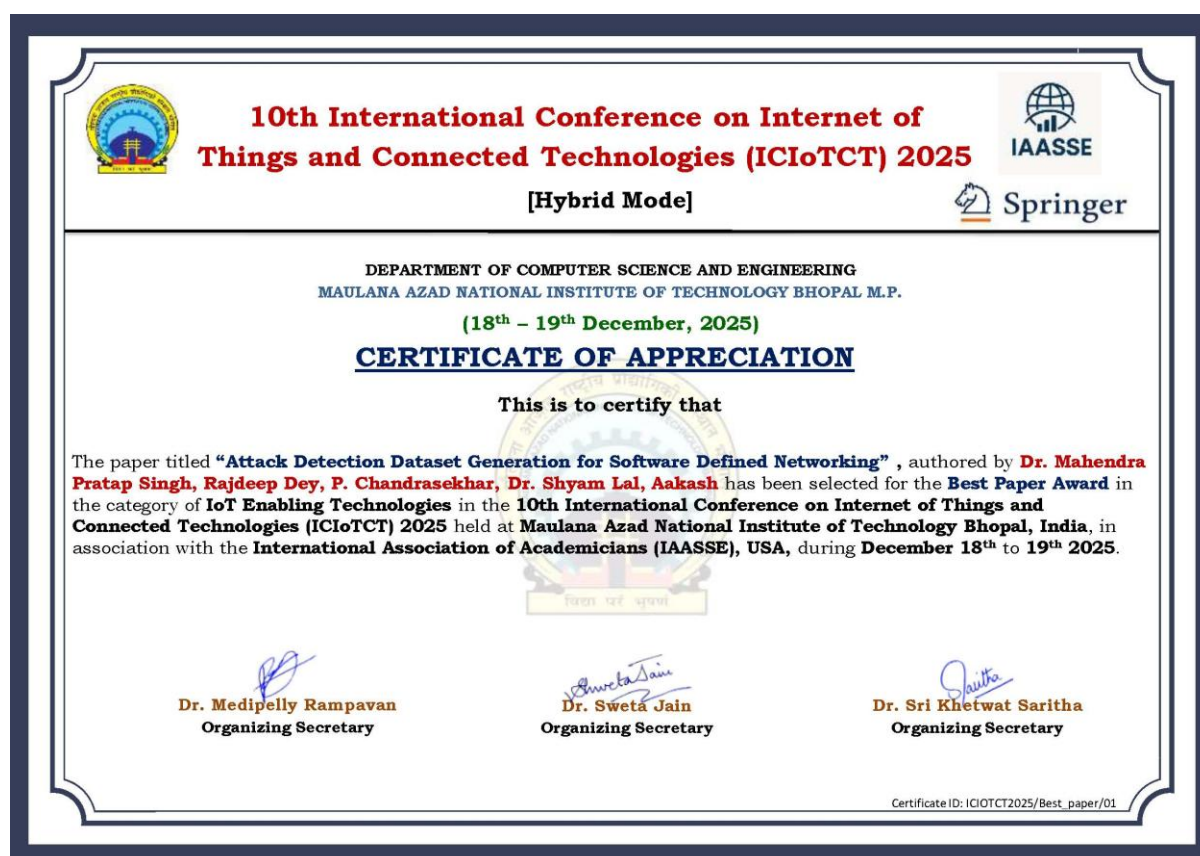 10th International Conference on Internet of
Things and Connected Technologies (ICIoTCT) 2025
IAASSE
[Hybrid Mode]
Springer
DEPARTMENT OF COMPUTER SCIENCE AND ENGINEERING
MAULANA AZAD NATIONAL INSTITUTE OF TECHNOLOGY BHOPAL M.P.
(18th – 19th December, 2025)
CERTIFICATE OF APPRECIATION
This is to certify that
The paper titled “Attack Detection Dataset Generation for Software Defined Networking” , authored by Dr. Mahendra
Pratap Singh, Rajdeep Dey, P. Chandrasekhar, Dr. Shyam Lal, Aakash has been selected for the Best Paper Award in
the category of IoT Enabling Technologies in the 10th International Conference on Internet of Things and
Connected Technologies (ICIoTCT) 2025 held at Maulana Azad National Institute of Technology Bhopal, India, in
association with the International Association of Academicians (IAASSE), USA, during December 18th to 19th 2025.
विद्या परं भूषणं
Shweta Jain
Saritha
Dr. Medipelly Rampavan
Dr. Sweta Jain
Dr. Sri Khetwat Saritha
Organizing Secretary
Organizing Secretary
Organizing Secretary
Certificate ID: ICIOTCT2025/Best_paper/01